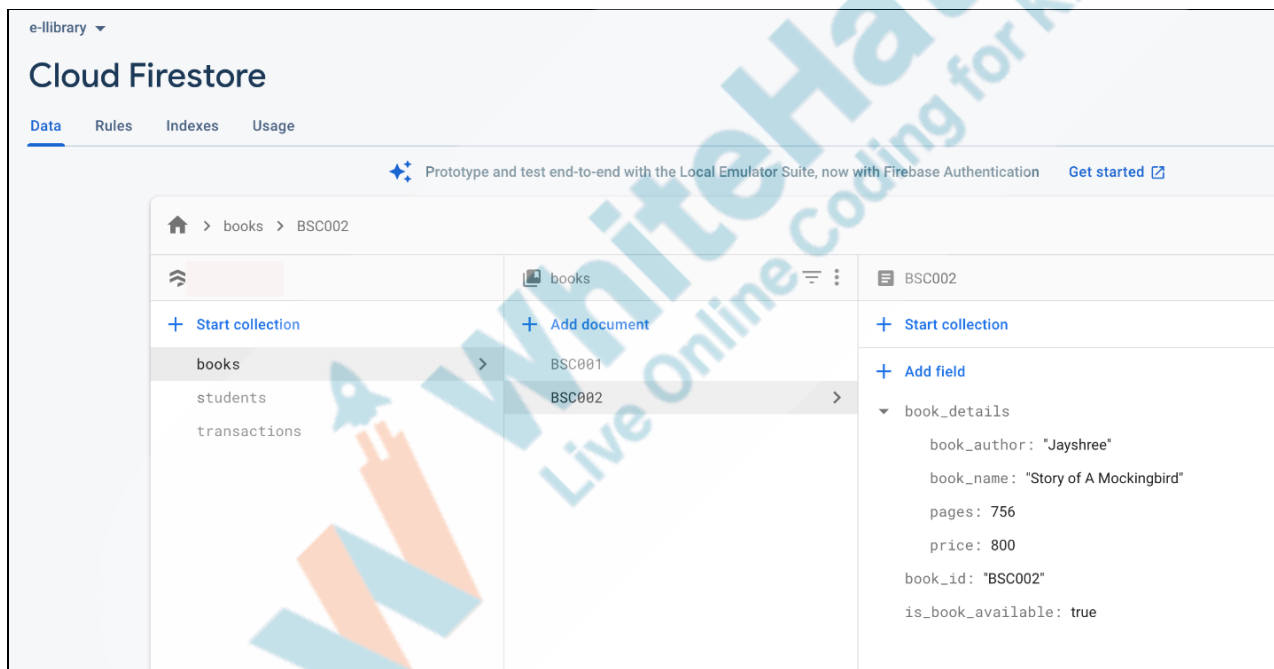 e-llibrary
Cloud Firestore
Data Rules Indexes Usage
Prototype and test end-to-end with the Local Emulator Suite, now with Firebase Authentication Get started
books > BSC002
books
BSC002
+ Start collection
+ Add document
+ Start collection
books
students
transactions
BSC001
BSC002
+ Add field
book_details
book_author: "Jayshree"
book_name: "Story of A Mockingbird"
pages: 756
price: 800
book_id: "BSC002"
is_book_available: true
WhiteHat
Live Online Coding for K